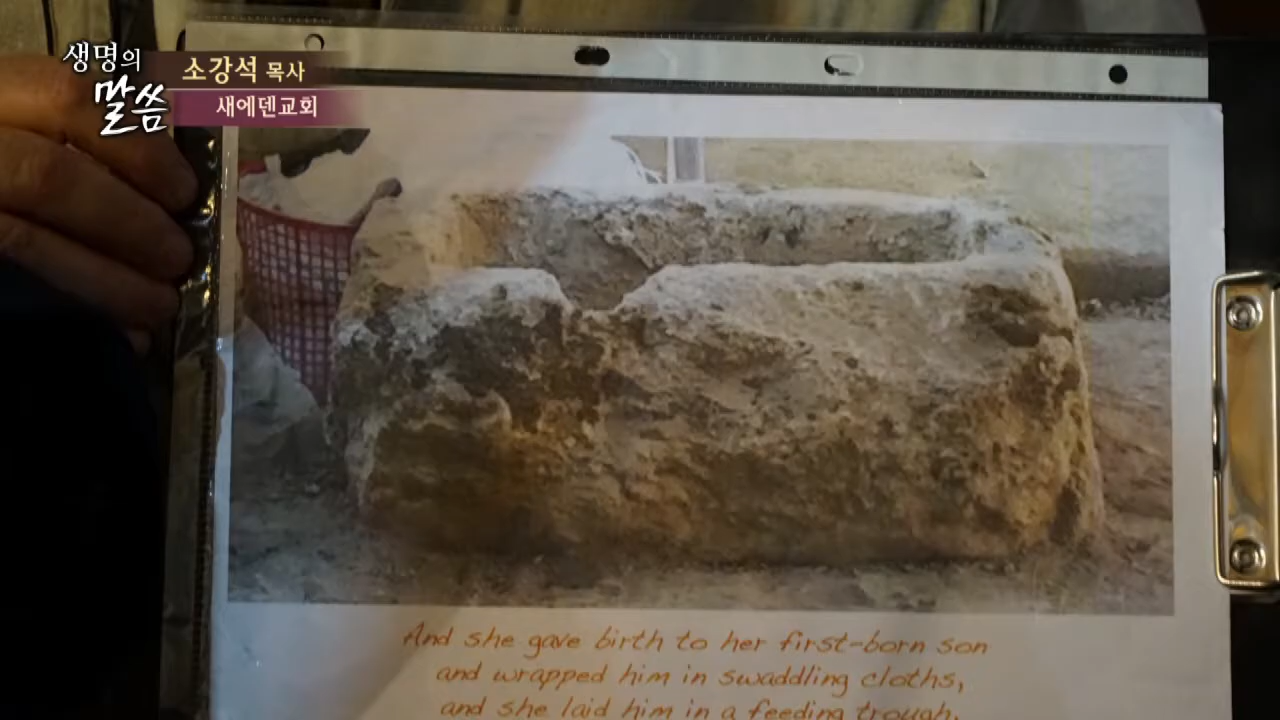 생명의
말씀
소강석 목사
새에덴교회
And she gave birth to her first-born son
and wrapped him in swaddling cloths,
and she laid him in a feeding trough,